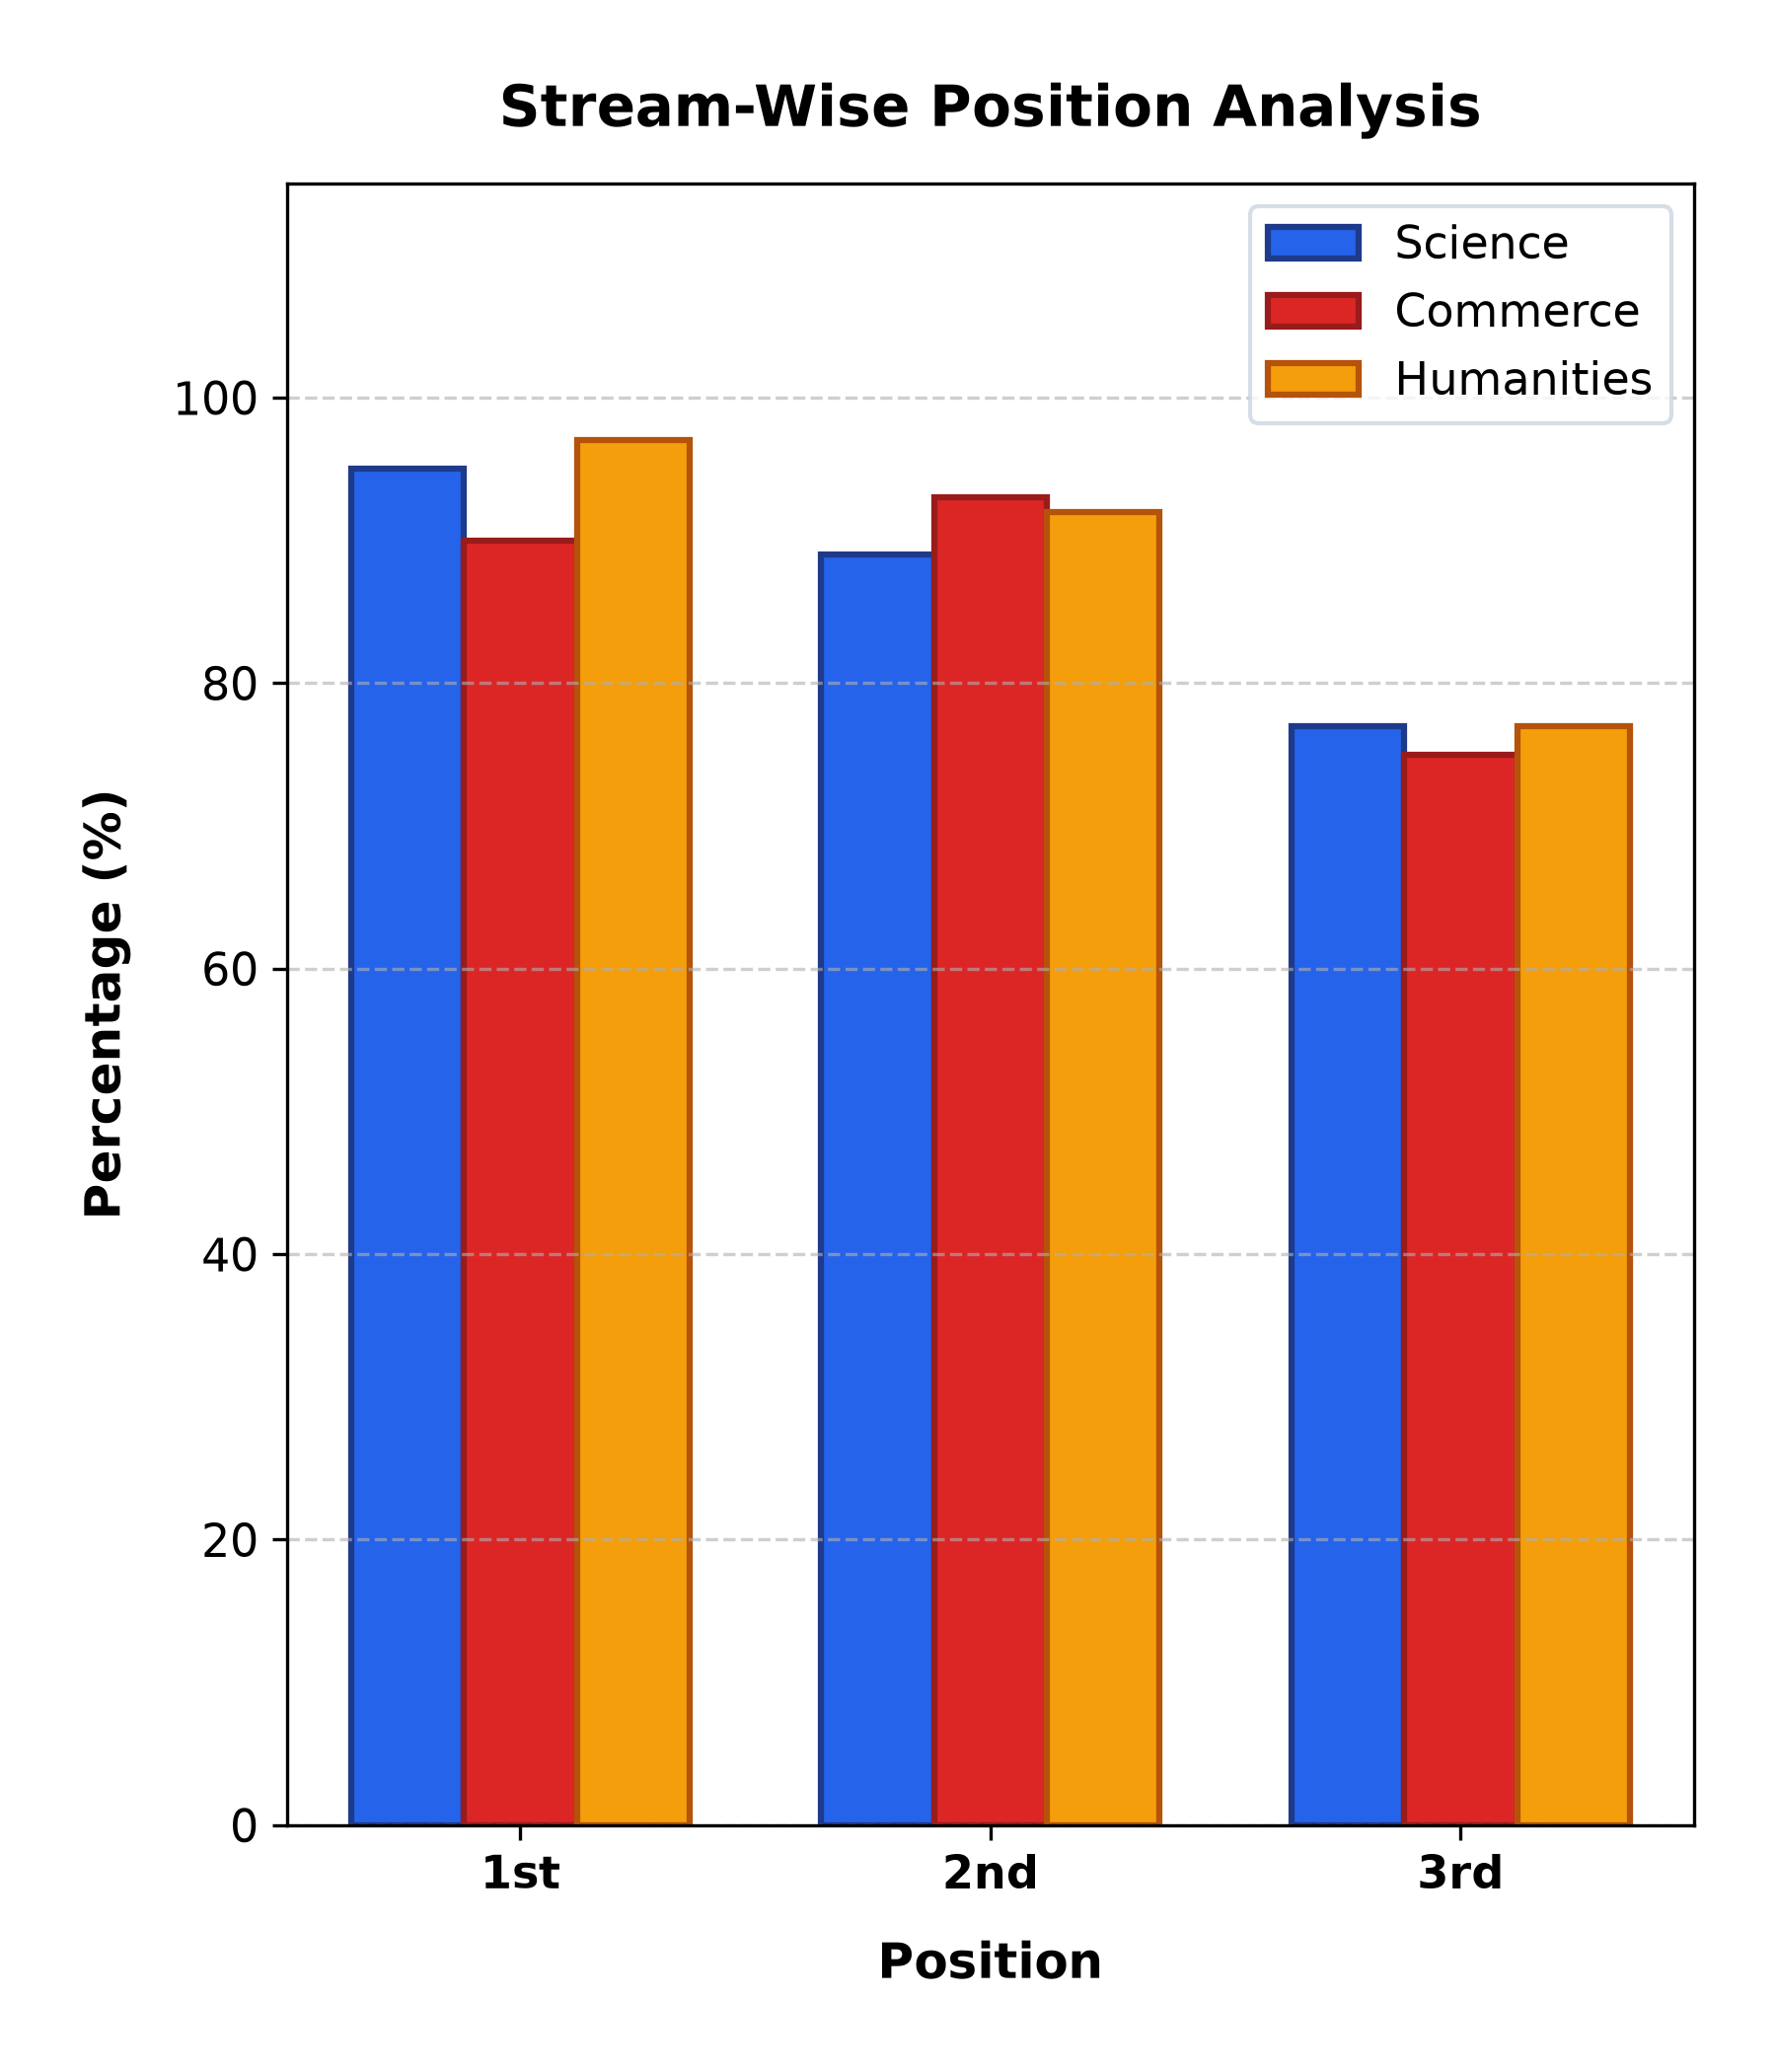 Stream-Wise Position Analysis
Science
Commerce
Humanities
100
80
60
40
20
0
Percentage (%)
1st 2nd 3rd
Position